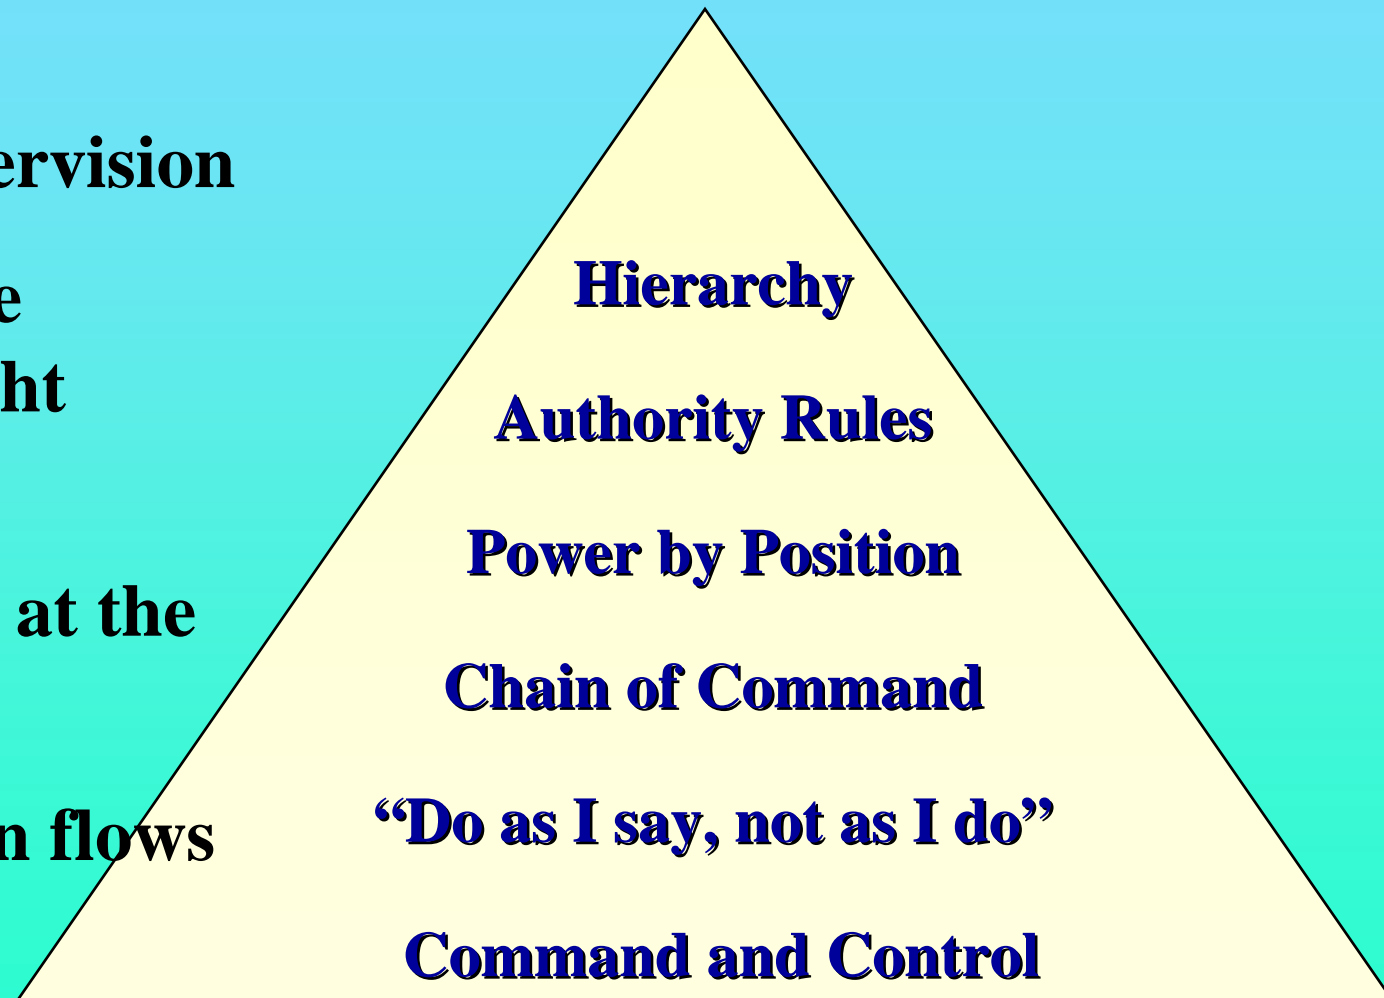 ervision
e
ht
at the
n flows
Hierarchy
Authority Rules
Power by Position
Chain of Command
“Do as I say, not as I do”
Command and Control